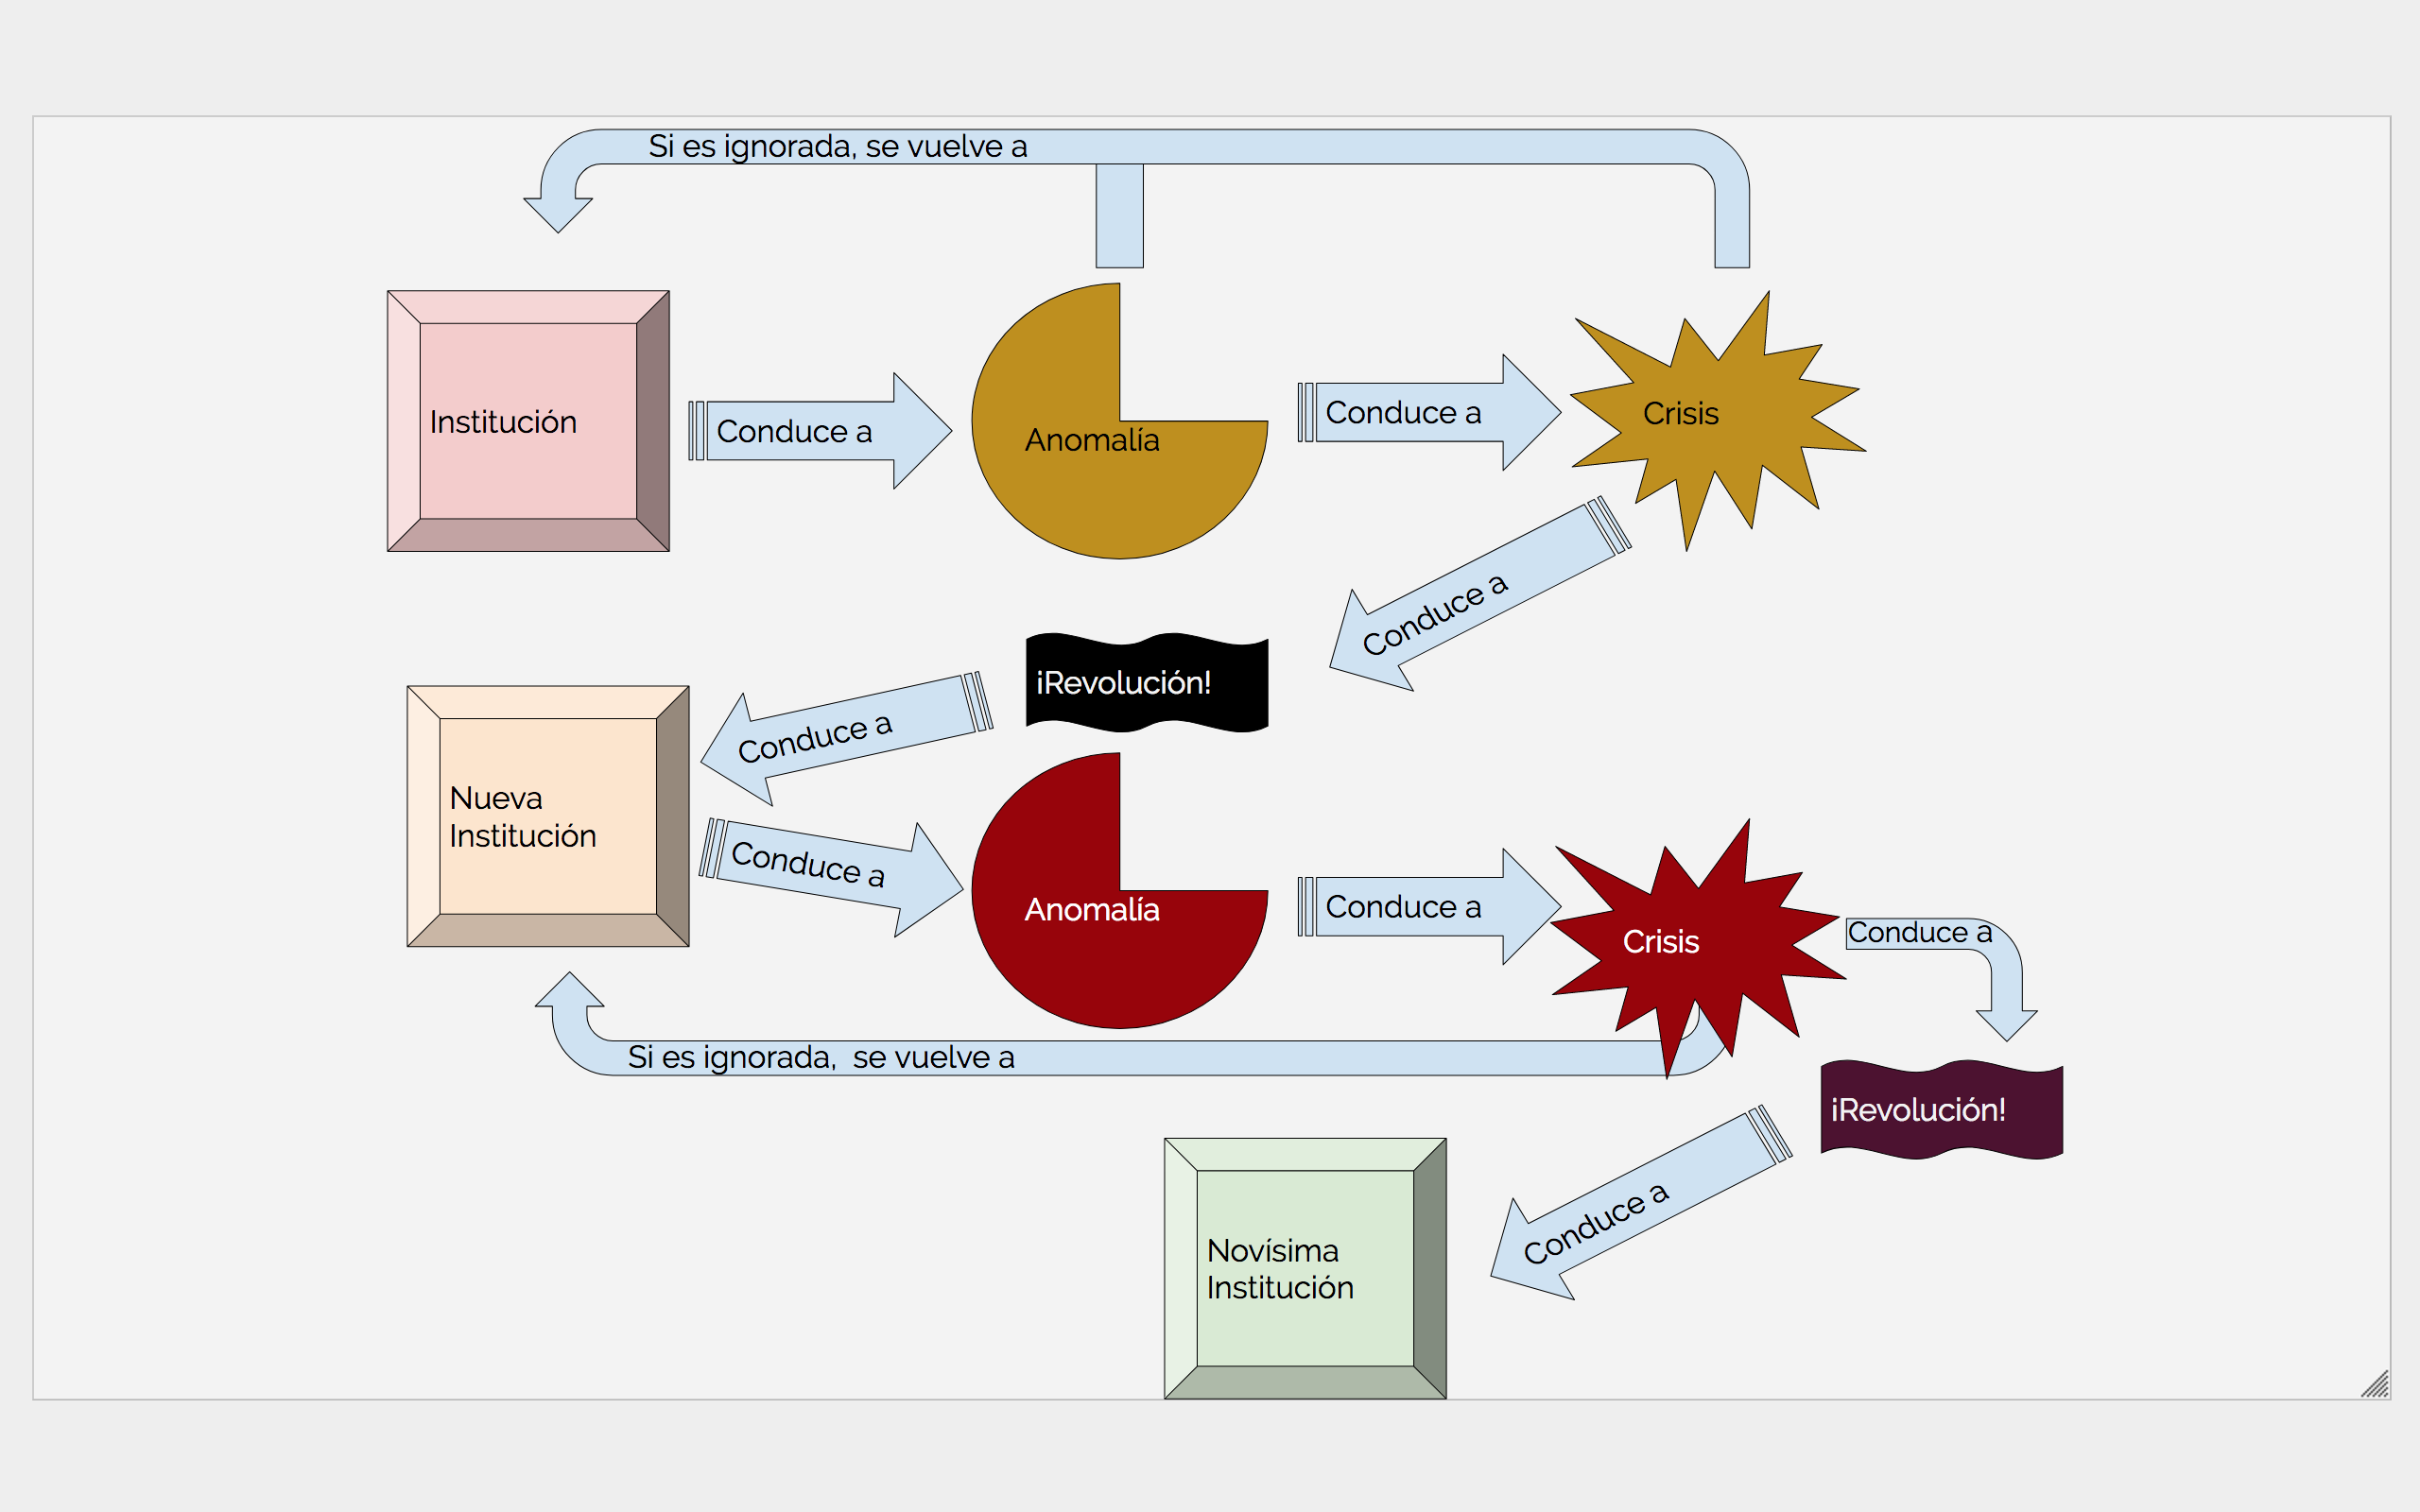 Si es ignorada, se vuelve a
Institución
Conduce a
Anomalía
Conduce a
Crisis
Conduce a
¡Revolución!
Conduce a
Nueva
Institución
Conduce a
Anomalía
Conduce a
Crisis
Conduce a
Si es ignorada,  se vuelve a
¡Revolución!
Conduce a
Novísima
Institución